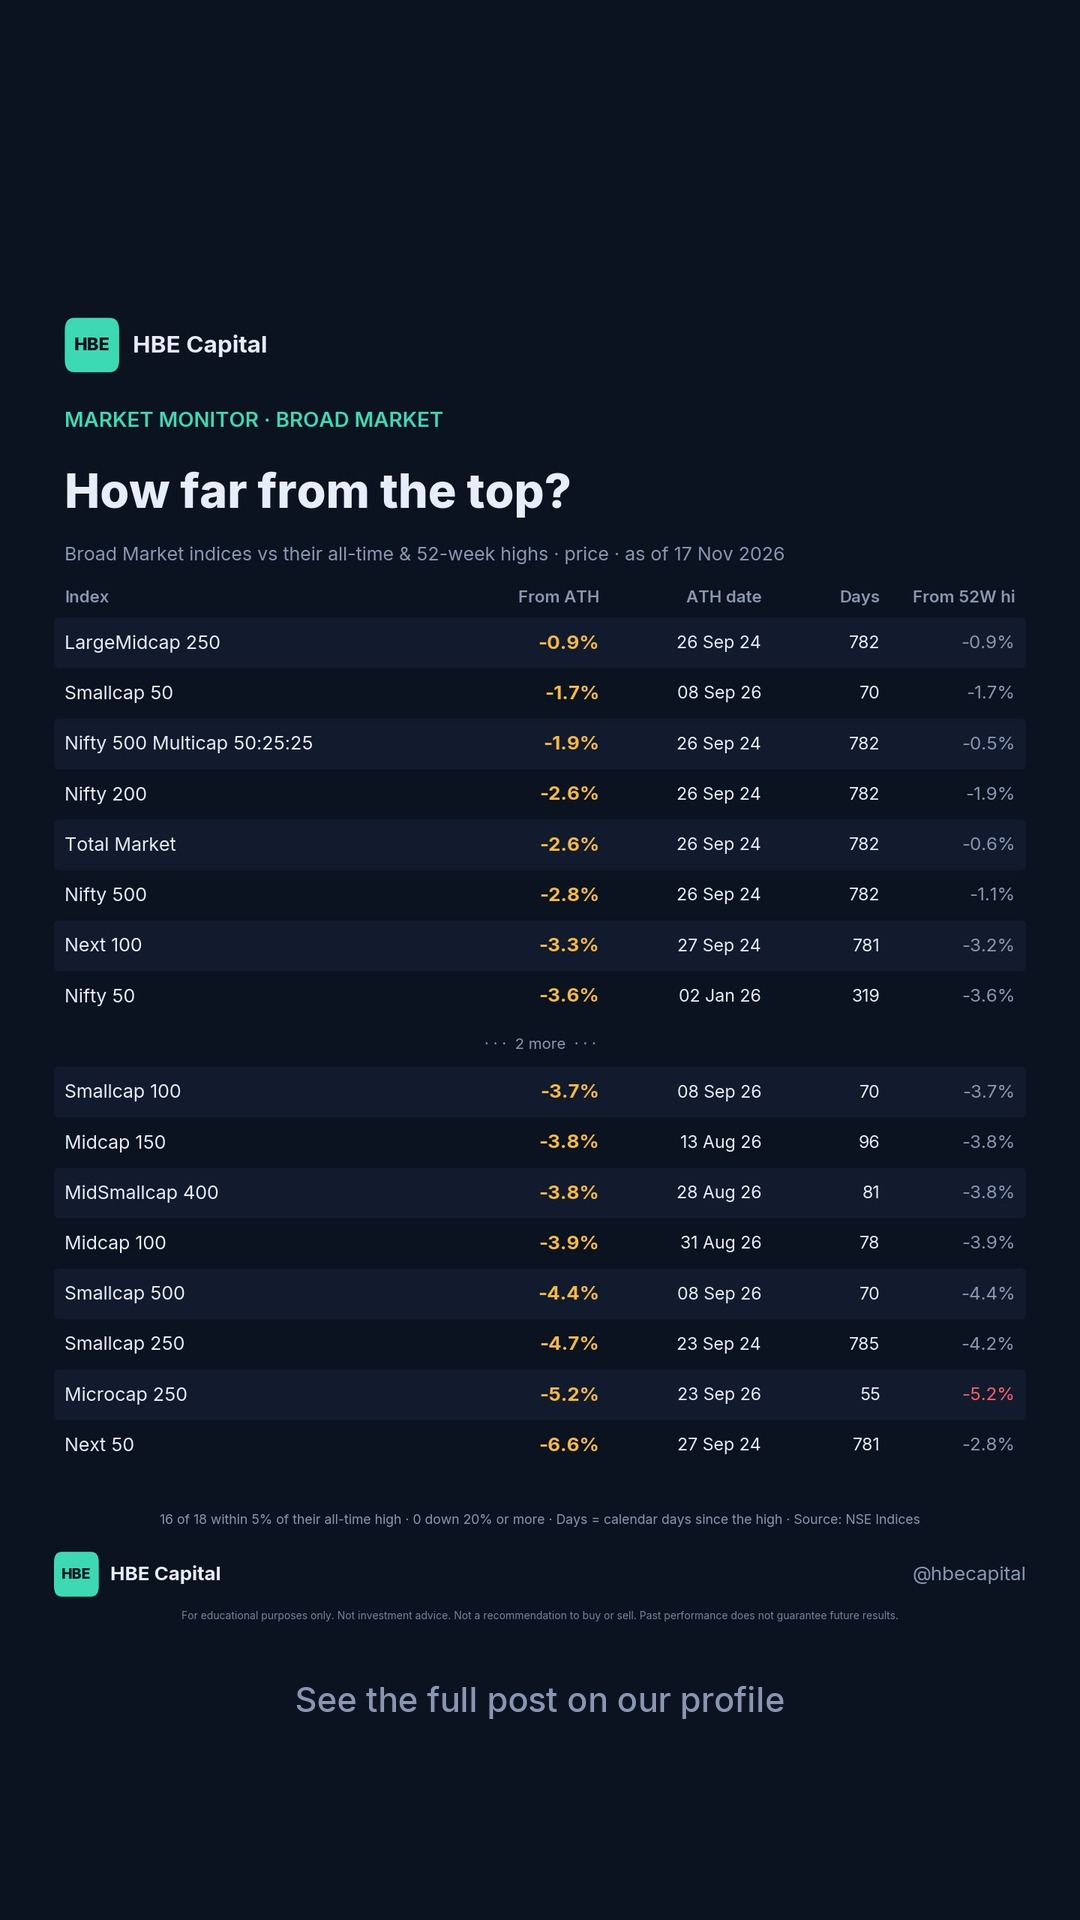 HBE HBE Capital
MARKET MONITOR · BROAD MARKET
How far from the top?
Broad Market indices vs their all-time & 52-week highs · price · as of 17 Nov 2026
Index From ATH ATH date Days From 52W hi
LargeMidcap 250 -0.9% 26 Sep 24 782 -0.9%
Smallcap 50 -1.7% 08 Sep 26 70 -1.7%
Nifty 500 Multicap 50:25:25 -1.9% 26 Sep 24 782 -0.5%
Nifty 200 -2.6% 26 Sep 24 782 -1.9%
Total Market -2.6% 26 Sep 24 782 -0.6%
Nifty 500 -2.8% 26 Sep 24 782 -1.1%
Next 100 -3.3% 27 Sep 24 781 -3.2%
Nifty 50 -3.6% 02 Jan 26 319 -3.6%
· · · 2 more · · ·
Smallcap 100 -3.7% 08 Sep 26 70 -3.7%
Midcap 150 -3.8% 13 Aug 26 96 -3.8%
MidSmallcap 400 -3.8% 28 Aug 26 81 -3.8%
Midcap 100 -3.9% 31 Aug 26 78 -3.9%
Smallcap 500 -4.4% 08 Sep 26 70 -4.4%
Smallcap 250 -4.7% 23 Sep 24 785 -4.2%
Microcap 250 -5.2% 23 Sep 26 55 -5.2%
Next 50 -6.6% 27 Sep 24 781 -2.8%
16 of 18 within 5% of their all-time high · 0 down 20% or more · Days = calendar days since the high · Source: NSE Indices
HBE HBE Capital @hbecapital
For educational purposes only. Not investment advice. Not a recommendation to buy or sell. Past performance does not guarantee future results.
See the full post on our profile